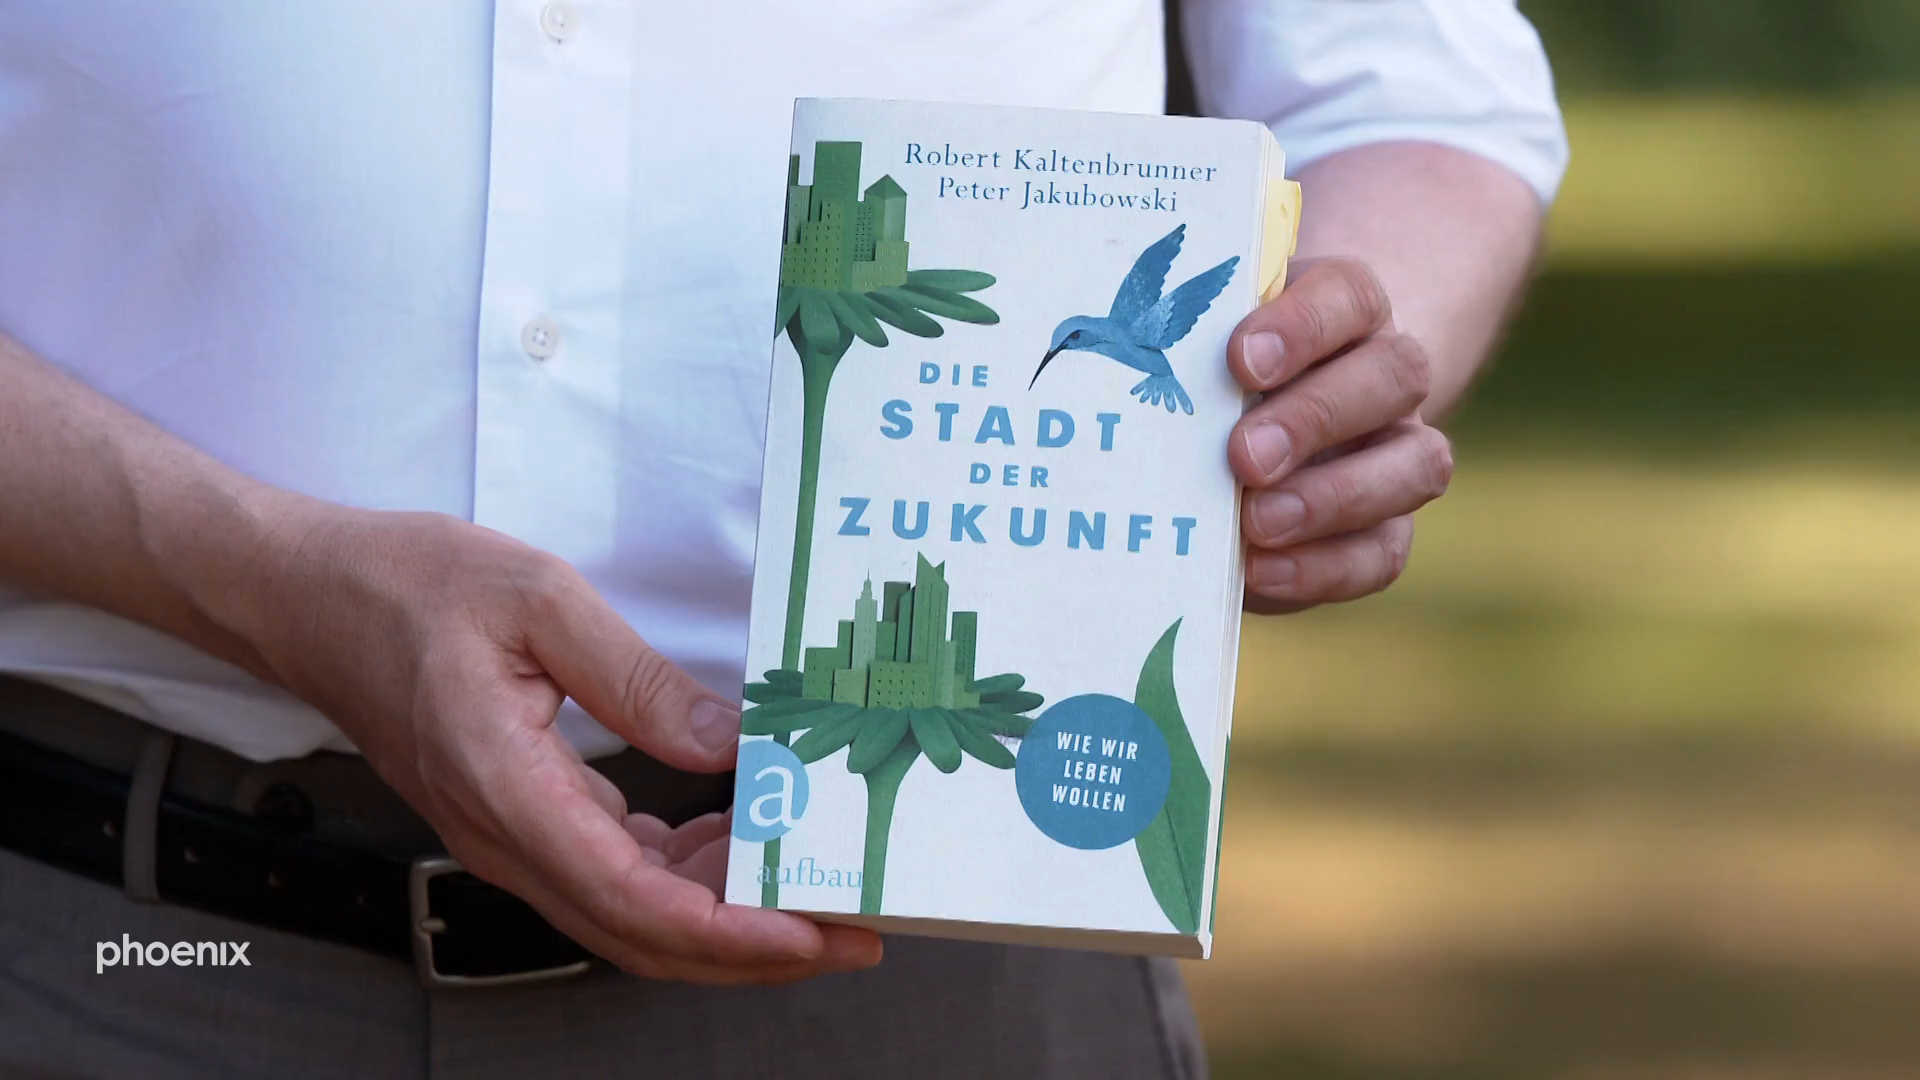 Robert Kaltenbrunner
Peter Jakubowski
DIE
STADT
DER
ZUKUNFT
WIE WIR
LEBEN
WOLLEN
a
aufbau
phoenix